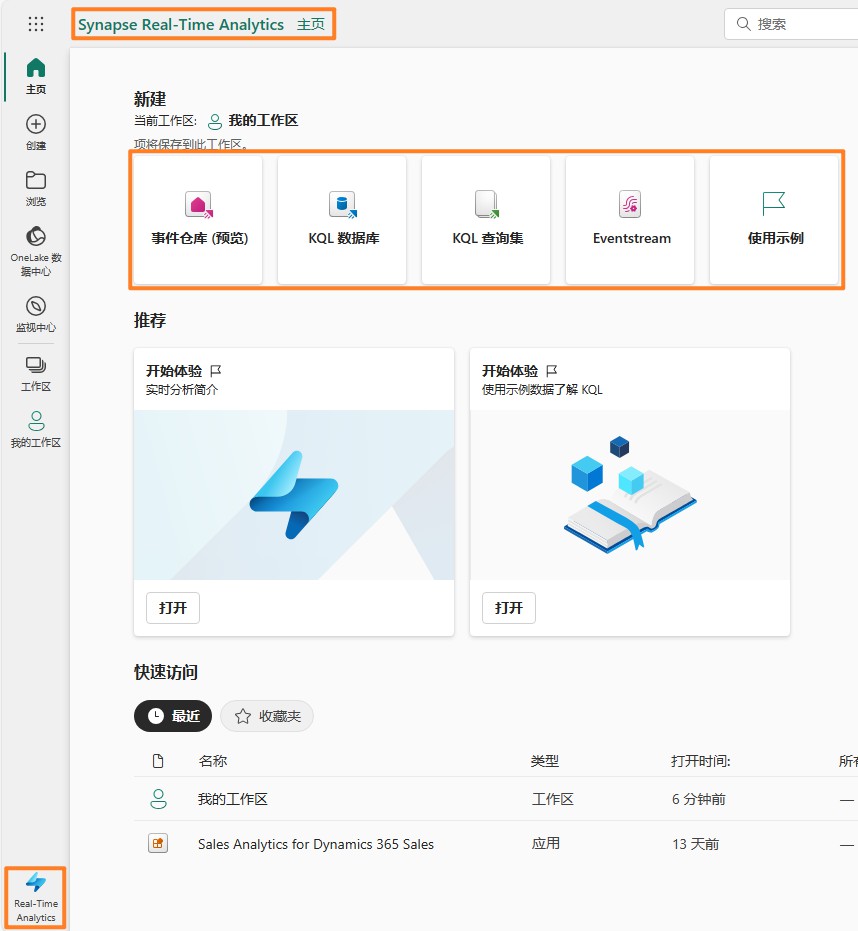 Synapse Real-Time Analytics 主页
搜索
主页
创建
浏览
OneLake 数
据中心
监视中心
工作区
我的工作区
Real-Time
Analytics
新建
当前工作区: 我的工作区
项将保存到此工作区。
事件仓库 (预览)
KQL 数据库
KQL 查询集
Eventstream
使用示例
推荐
开始体验
实时分析简介
打开
开始体验
使用示例数据了解 KQL
打开
快速访问
最近 收藏夹
名称 类型 打开时间: 所有
我的工作区 工作区 6 分钟前 —
Sales Analytics for Dynamics 365 Sales 应用 13 天前 —